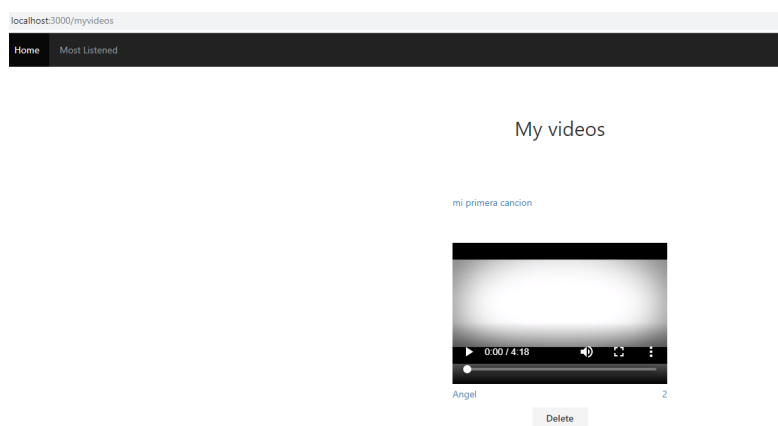 localhost:3000/myvideos
Home Most Listened
My videos
mi primera cancion
0:00 / 4:18
Angel 2
Delete